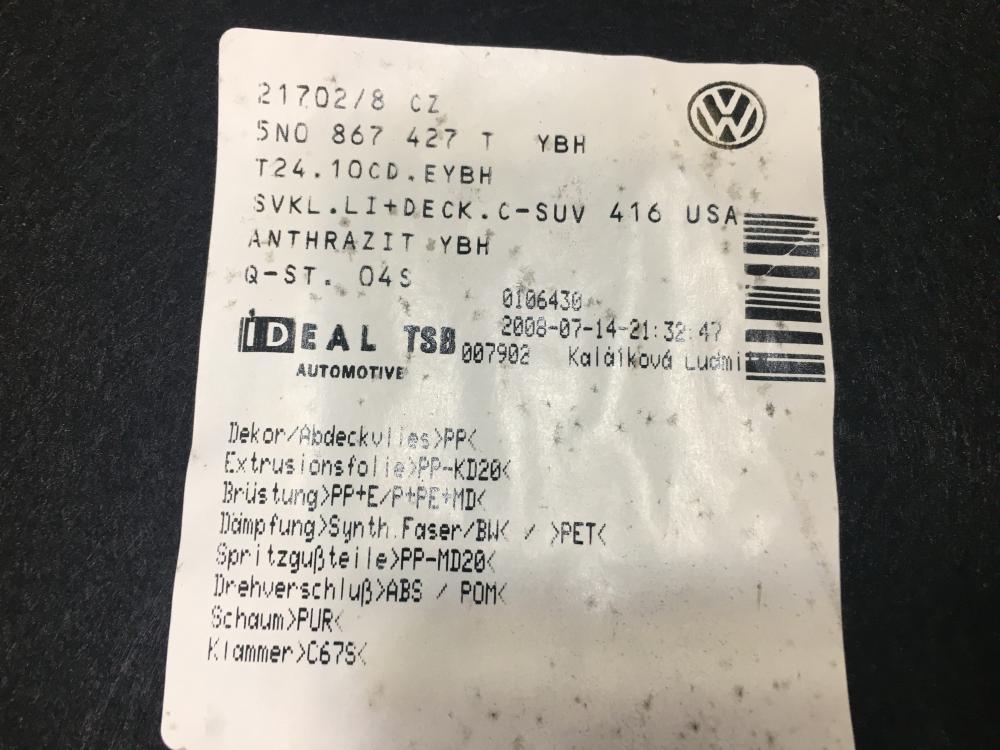 21702/8 CZ
5N0 867 427 T YBH
T24.10CD.EYBH
SVKL.LI+DECK.C-SUV 416 USA
ANTHRAZIT YBH
Q-ST. 04S
0106430
2008-07-14-21:32:47
007902 Kaláíková Ludmi
IDEAL TSB
AUTOMOTIVE
Dekor/Abdeckvlies>PP<
Extrusionsfolie>PP-KD20<
Brüstung>PP+E/P+PE+MD<
Dämpfung>Synth.Faser/BW< / >PET<
Spritzgußteile>PP-MD20<
Drehverschluß>ABS / POM<
Schaum>PUR<
Klammer>C67S<